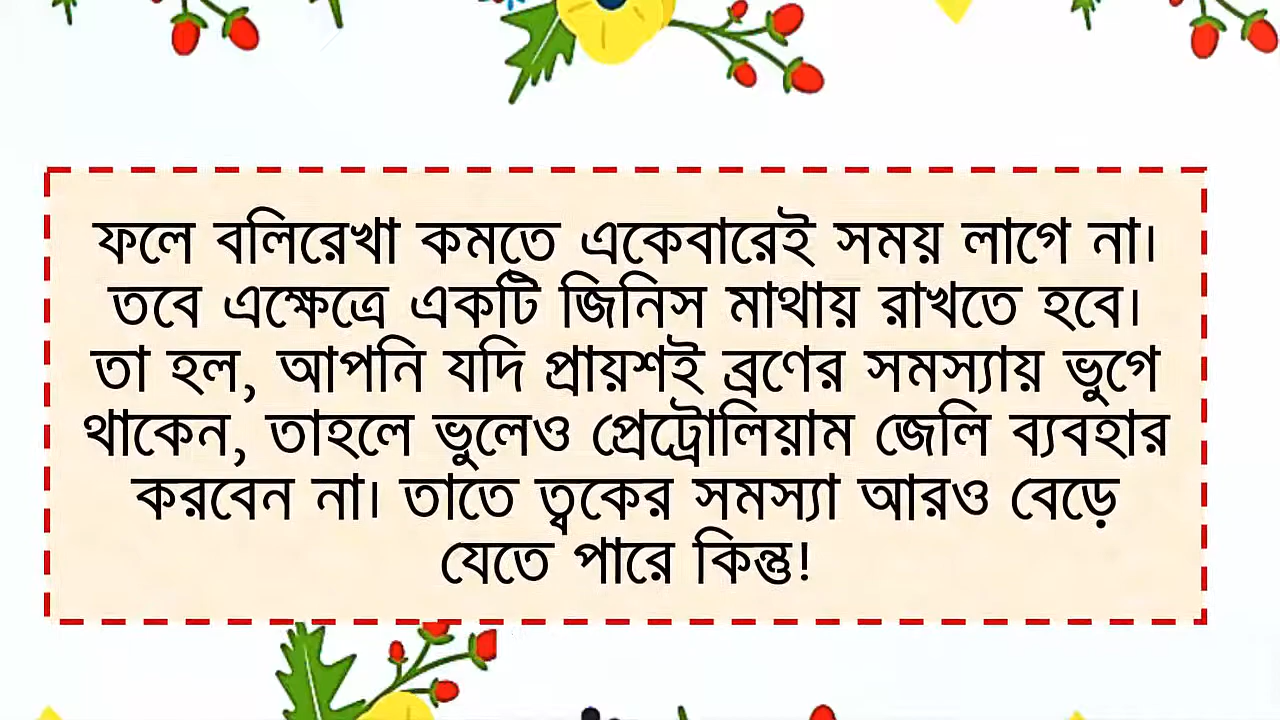 ফলে বলিরেখা কমতে একেবারেই সময় লাগে না।
তবে এক্ষেত্রে একটি জিনিস মাথায় রাখতে হবে।
তা হল, আপনি যদি প্রায়শই ব্রণের সমস্যায় ভুগে
থাকেন, তাহলে ভুলেও প্রেট্রোলিয়াম জেলি ব্যবহার
করবেন না। তাতে ত্বকের সমস্যা আরও বেড়ে
যেতে পারে কিন্তু!